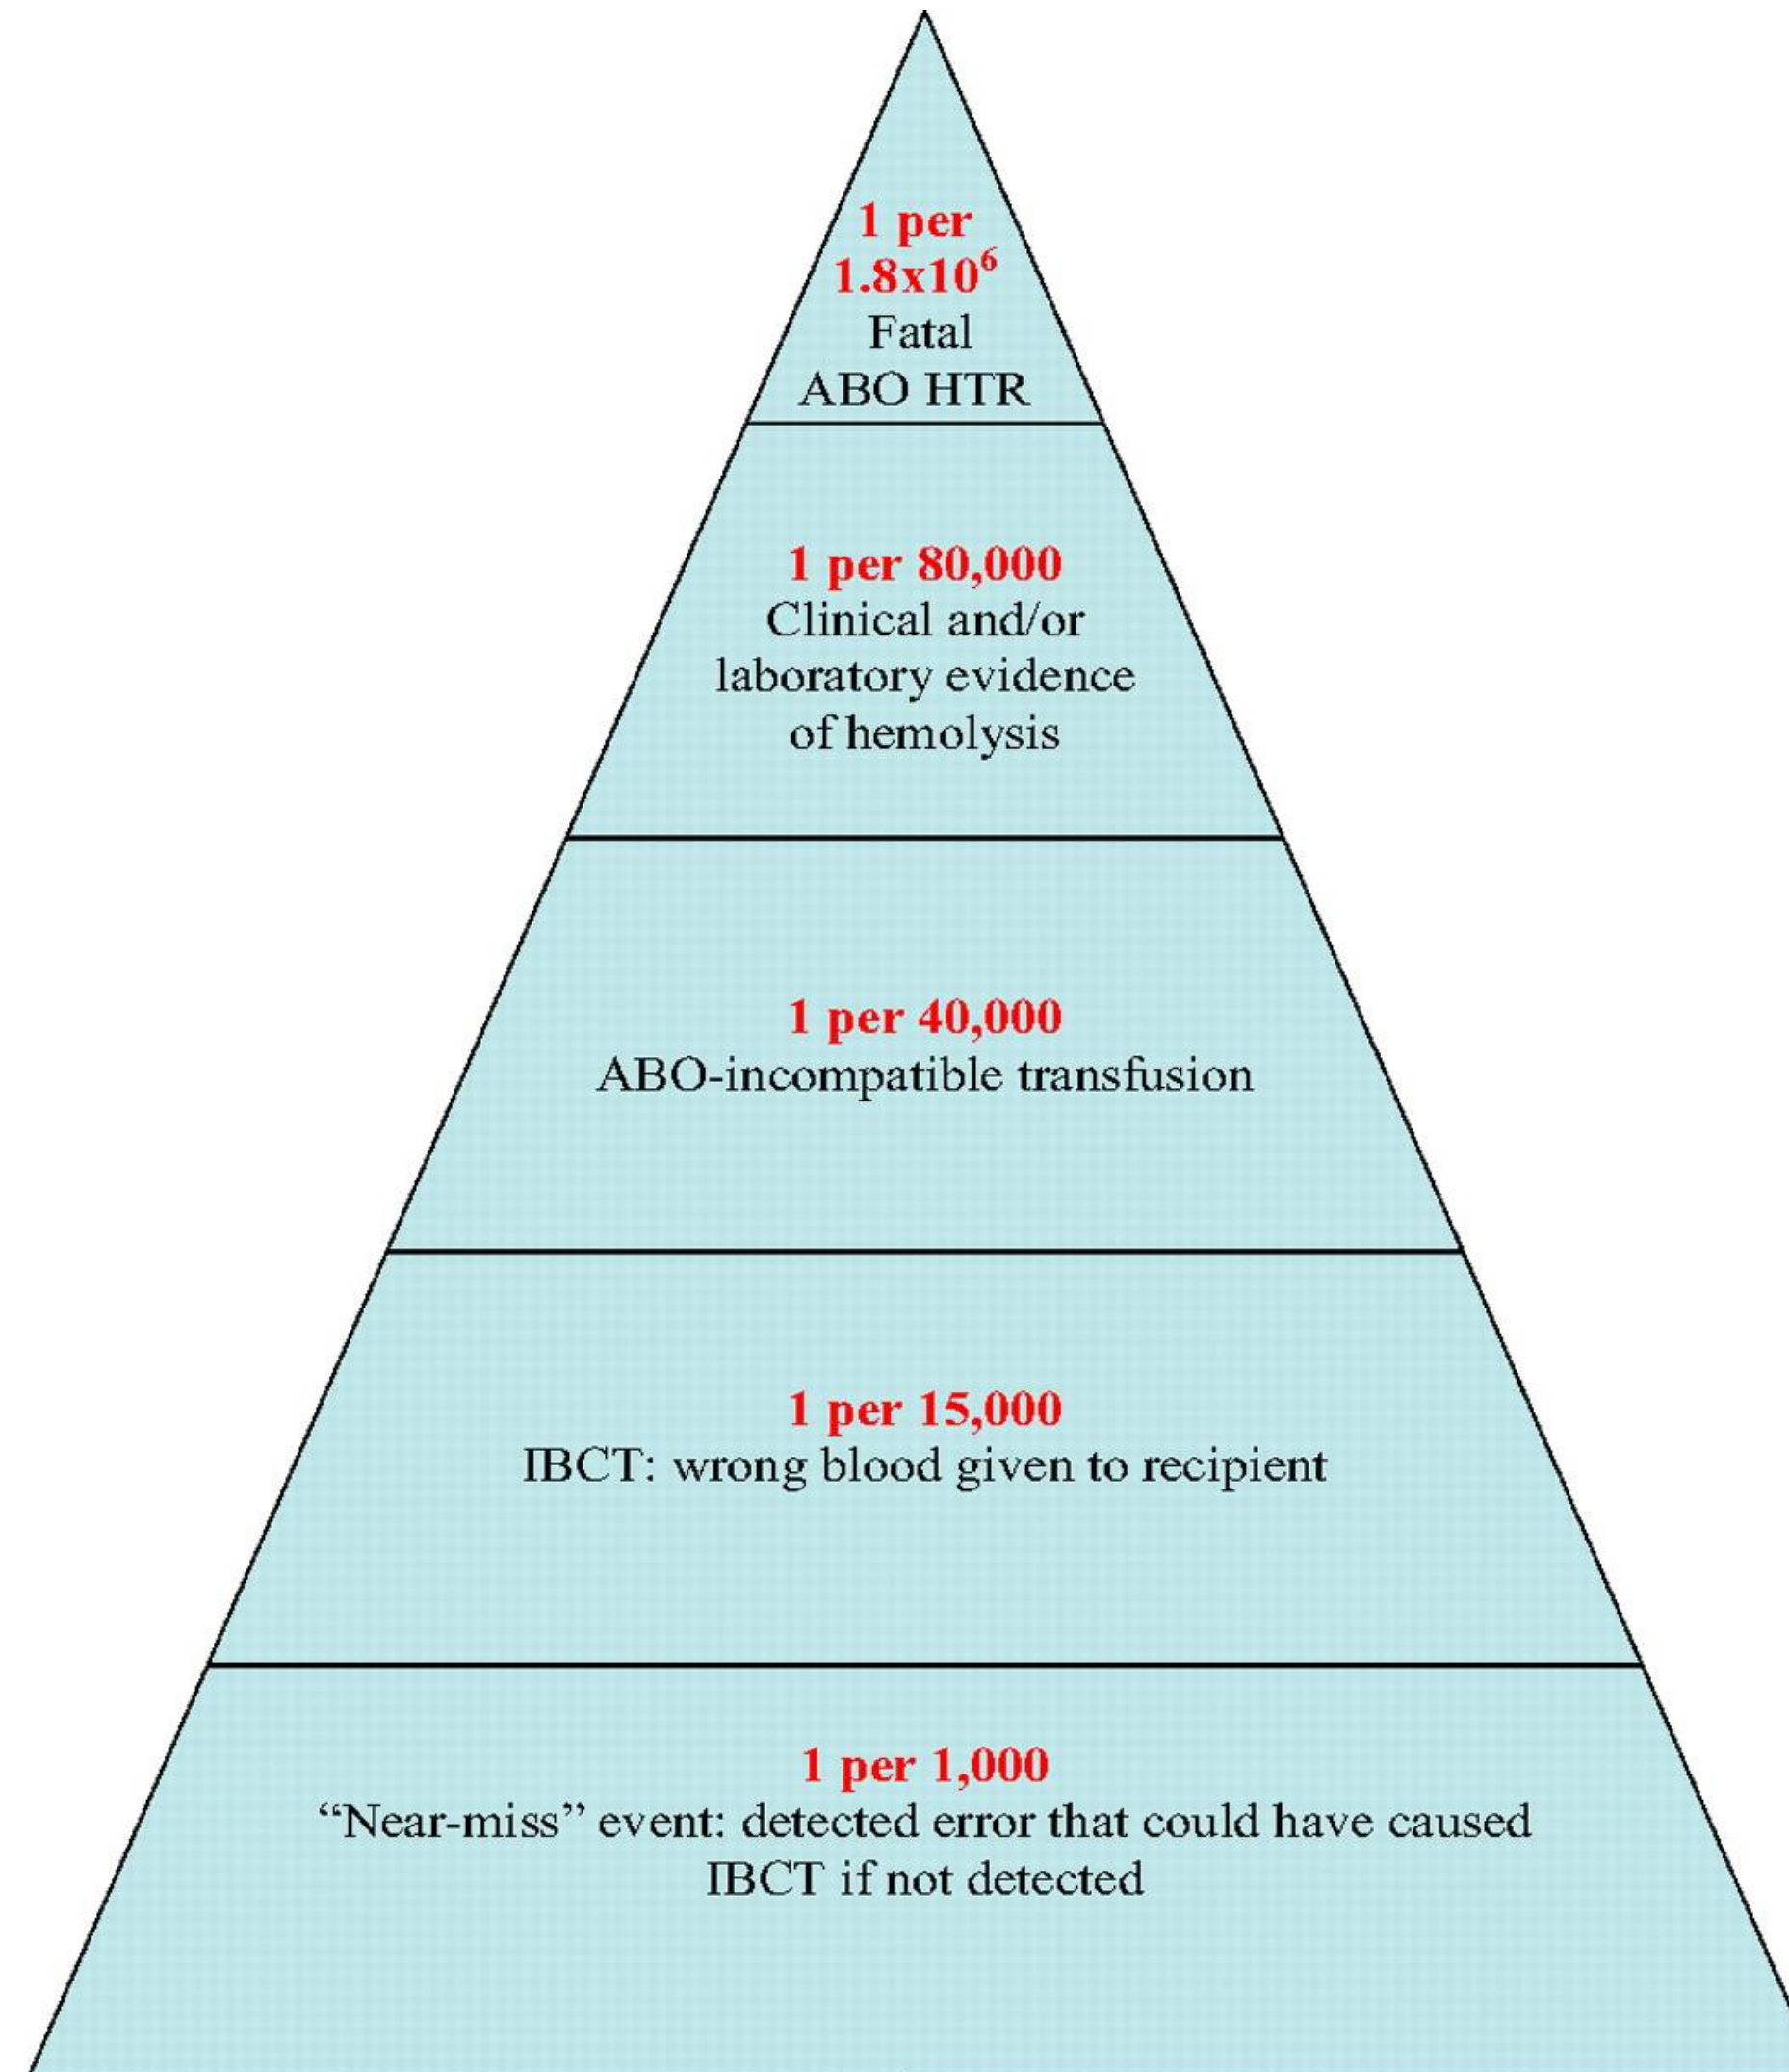 1 per
1.8x10⁶
Fatal
ABO HTR
1 per 80,000
Clinical and/or
laboratory evidence
of hemolysis
1 per 40,000
ABO-incompatible transfusion
1 per 15,000
IBCT: wrong blood given to recipient
1 per 1,000
“Near-miss” event: detected error that could have caused
IBCT if not detected